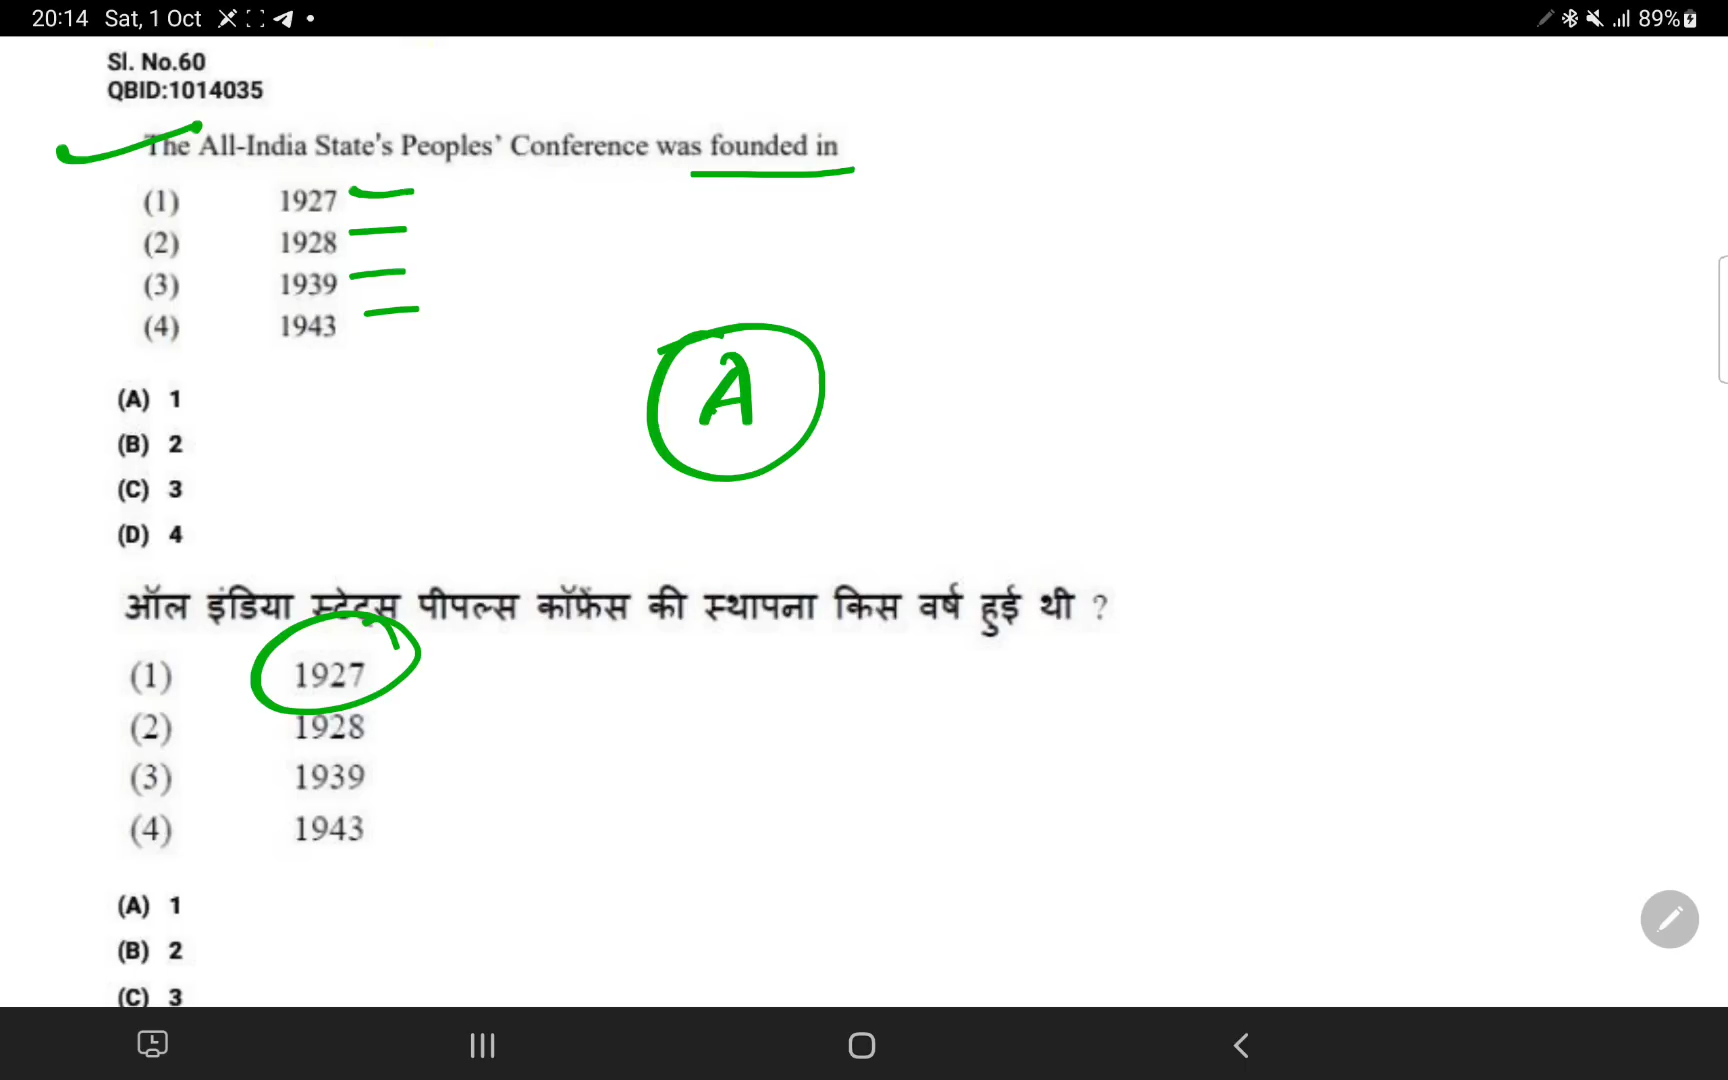 20:14 Sat, 1 Oct 89%
Sl. No.60
QBID:1014035
The All-India State's Peoples’ Conference was founded in
(1) 1927
(2) 1928
(3) 1939
(4) 1943
A
(A) 1
(B) 2
(C) 3
(D) 4
ऑल इंडिया स्टेट्स पीपल्स कॉफ्रेंस की स्थापना किस वर्ष हुई थी ?
(1) 1927
(2) 1928
(3) 1939
(4) 1943
(A) 1
(B) 2
(C) 3